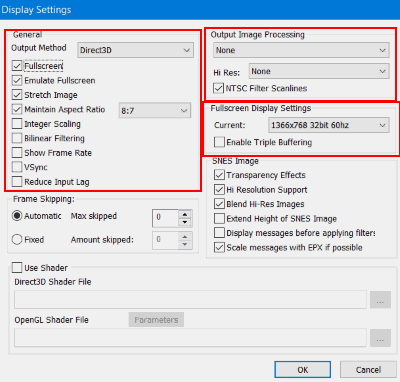 Display Settings
General
Output Method
Direct3D
Fullscreen
Emulate Fullscreen
Stretch Image
Maintain Aspect Ratio
8:7
Integer Scaling
Bilinear Filtering
Show Frame Rate
VSync
Reduce Input Lag
Frame Skipping:
Automatic
Max skipped
0
Fixed
Amount skipped:
0
Output Image Processing
None
Hi Res:
None
NTSC Filter Scanlines
Fullscreen Display Settings
Current:
1366x768 32bit 60hz
Enable Triple Buffering
SNES Image
Transparency Effects
Hi Resolution Support
Blend Hi-Res Images
Extend Height of SNES Image
Display messages before applying filters
Scale messages with EPX if possible
Use Shader
Direct3D Shader File
...
OpenGL Shader File
Parameters
...
OK
Cancel